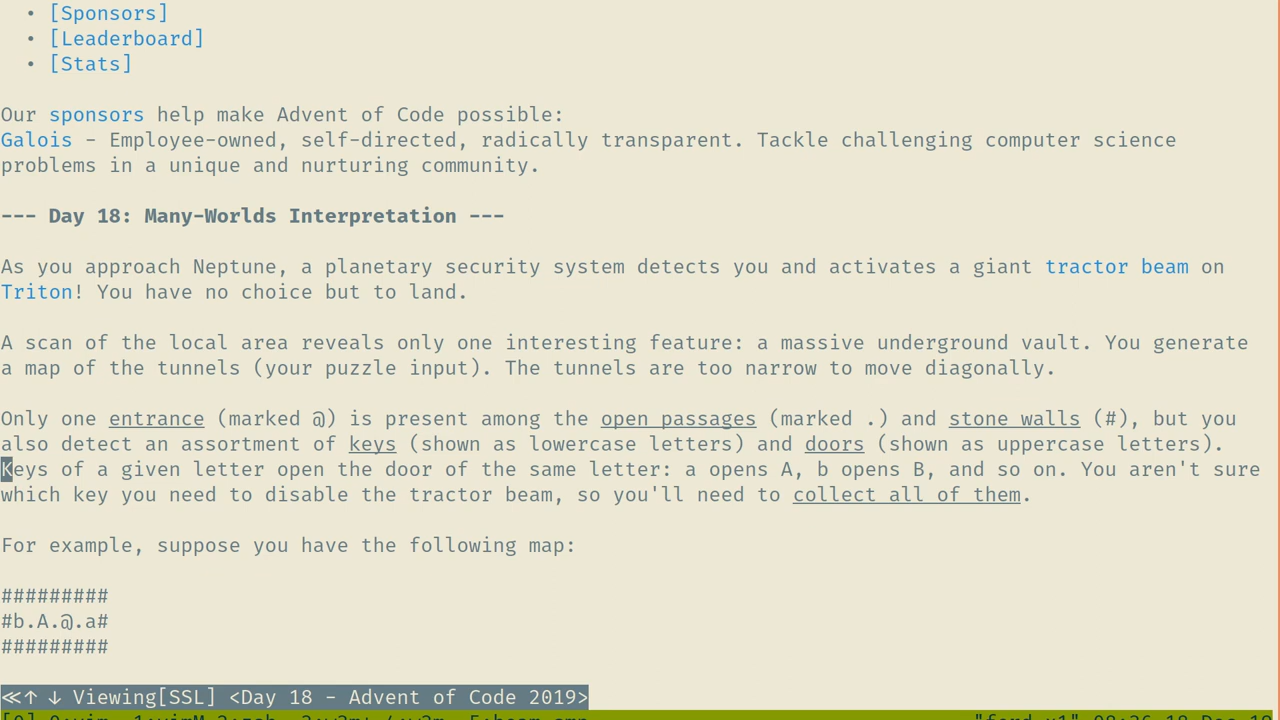 • [Sponsors]
• [Leaderboard]
• [Stats]
Our sponsors help make Advent of Code possible:
Galois - Employee-owned, self-directed, radically transparent. Tackle challenging computer science
problems in a unique and nurturing community.
--- Day 18: Many-Worlds Interpretation ---
As you approach Neptune, a planetary security system detects you and activates a giant tractor beam on
Triton! You have no choice but to land.
A scan of the local area reveals only one interesting feature: a massive underground vault. You generate
a map of the tunnels (your puzzle input). The tunnels are too narrow to move diagonally.
Only one entrance (marked @) is present among the open passages (marked .) and stone walls (#), but you
also detect an assortment of keys (shown as lowercase letters) and doors (shown as uppercase letters).
Keys of a given letter open the door of the same letter: a opens A, b opens B, and so on. You aren't sure
which key you need to disable the tractor beam, so you'll need to collect all of them.
For example, suppose you have the following map:
#########
#b.A.@.a#
#########
≪↑ ↓ Viewing[SSL] <Day 18 - Advent of Code 2019>